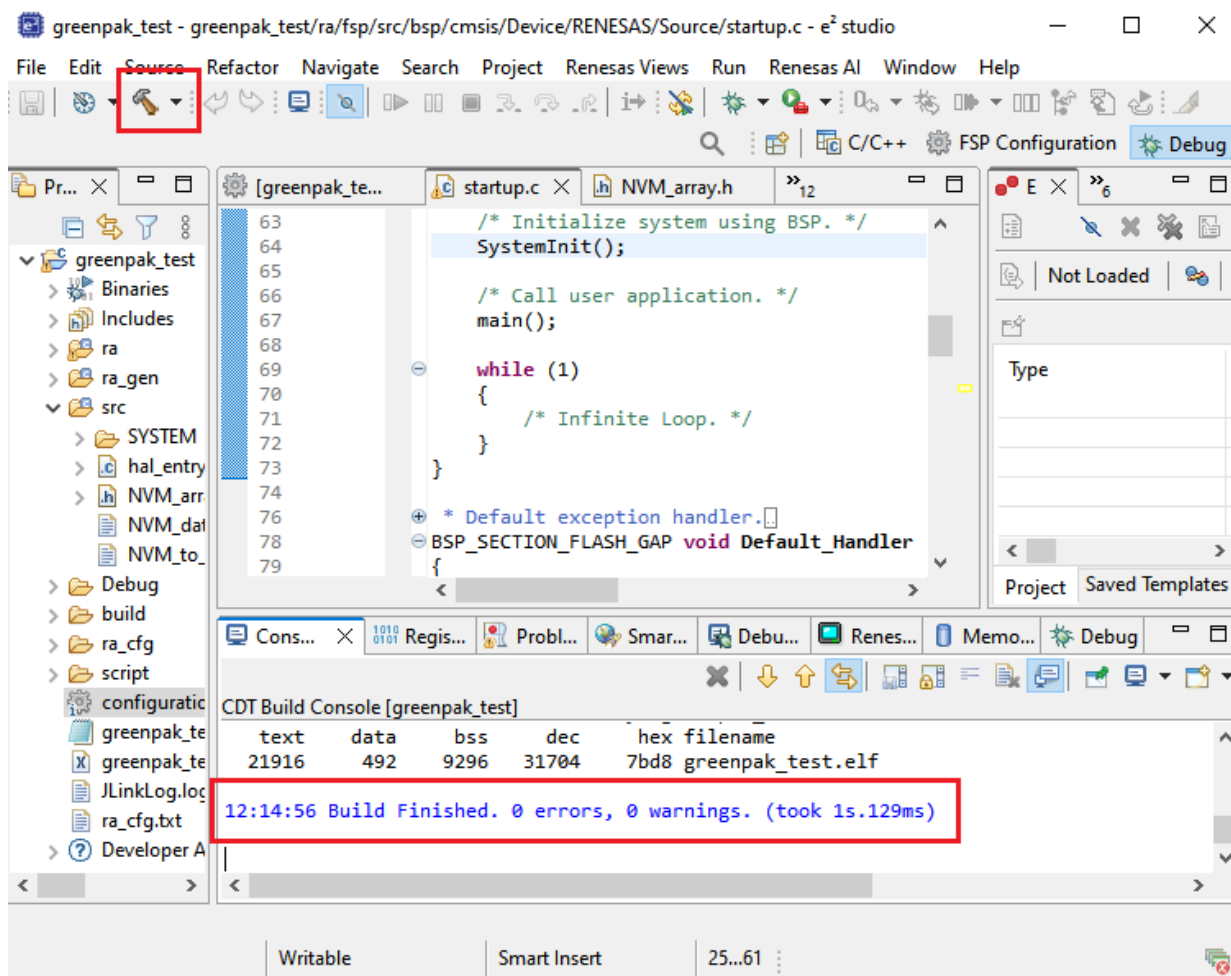 greenpak_test - greenpak_test/ra/fsp/src/bsp/cmsis/Device/RENESAS/Source/startup.c - e² studio
File Edit Source Refactor Navigate Search Project Renesas Views Run Renesas AI Window Help
C/C++ FSP Configuration Debug
Pr... [greenpak_te... startup.c NVM_array.h »12 E »6
greenpak_test
Binaries
Includes
ra
ra_gen
src
SYSTEM
hal_entry
NVM_arr
NVM_dat
NVM_to_
Debug
build
ra_cfg
script
configuratic
greenpak_te
greenpak_te
JLinkLog.log
ra_cfg.txt
Developer A
63 /* Initialize system using BSP. */
64 SystemInit();
65
66 /* Call user application. */
67 main();
68
69 while (1)
70 {
71 /* Infinite Loop. */
72 }
73 }
74
76 * Default exception handler.
78 BSP_SECTION_FLASH_GAP void Default_Handler
79 {
Not Loaded
Type
Project Saved Templates
Cons... Regis... Probl... Smar... Debu... Renes... Memo... Debug
CDT Build Console [greenpak_test]
text data bss dec hex filename
21916 492 9296 31704 7bd8 greenpak_test.elf
12:14:56 Build Finished. 0 errors, 0 warnings. (took 1s.129ms)
Writable Smart Insert 25...61